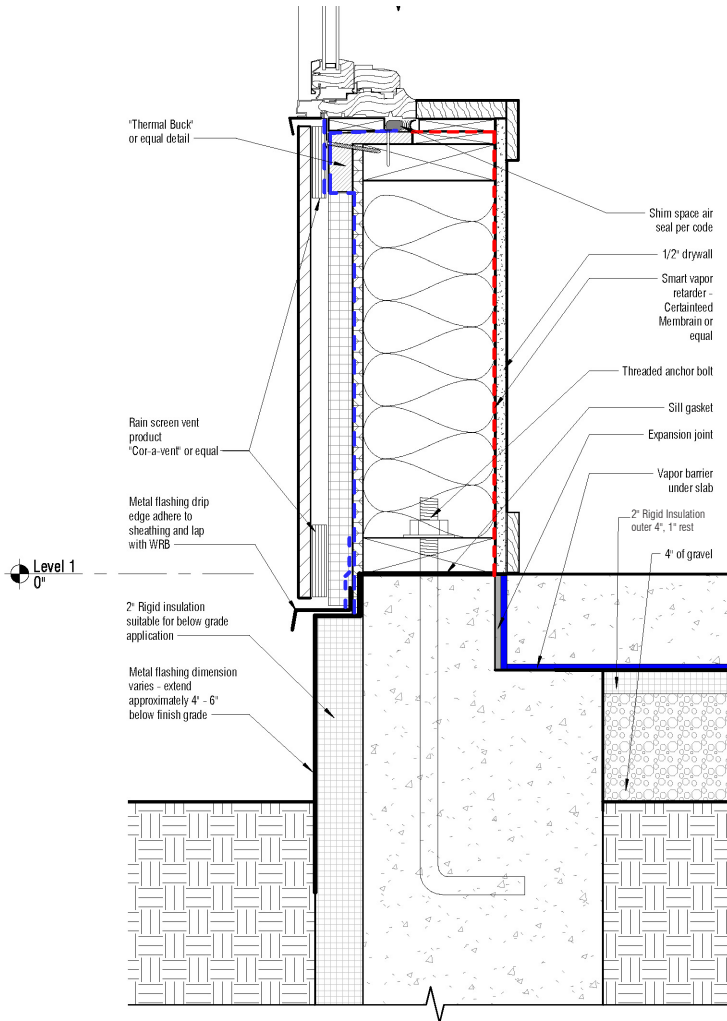 "Thermal Buck"
or equal detail
Rain screen vent
product
"Cor-a-vent" or equal
Metal flashing drip
edge adhere to
sheathing and lap
with WRB
Level 1
0"
2" Rigid insulation
suitable for below grade
application
Metal flashing dimension
varies - extend
approximately 4" - 6"
below finish grade
Shim space air
seal per code
1/2" drywall
Smart vapor
retarder -
Certainteed
Membrain or
equal
Threaded anchor bolt
Sill gasket
Expansion joint
Vapor barrier
under slab
2" Rigid Insulation
outer 4", 1" rest
4" of gravel